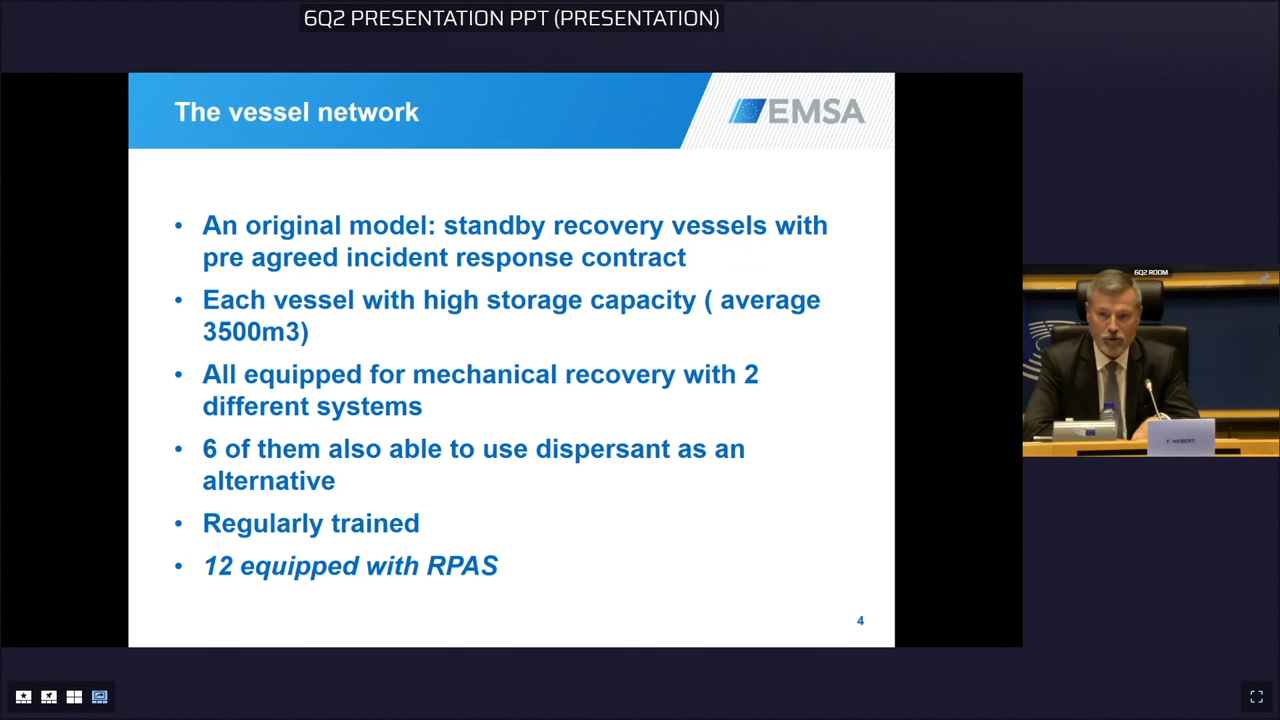 6Q2 PRESENTATION PPT (PRESENTATION)
The vessel network
EMSA
• An original model: standby recovery vessels with
pre agreed incident response contract
• Each vessel with high storage capacity ( average
3500m3)
• All equipped for mechanical recovery with 2
different systems
• 6 of them also able to use dispersant as an
alternative
• Regularly trained
• 12 equipped with RPAS
4
6Q2 ROOM
F. HEBERT